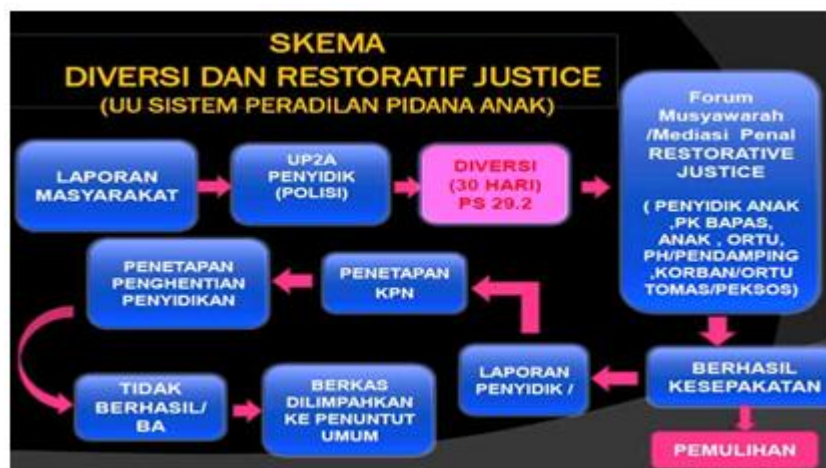 SKEMA
DIVERSI DAN RESTORATIF JUSTICE
(UU SISTEM PERADILAN PIDANA ANAK)
LAPORAN
MASYARAKAT
UP2A
PENYIDIK
(POLISI)
DIVERSI
(30 HARI)
PS 29.2
Forum
Musyawarah
/Mediasi Penal
RESTORATIVE
JUSTICE
( PENYIDIK ANAK
,PK BAPAS,
ANAK , ORTU,
PH/PENDAMPING
,KORBAN/ORTU
TOMAS/PEKSOS)
BERHASIL
KESEPAKATAN
PEMULIHAN
LAPORAN
PENYIDIK /
PENETAPAN
KPN
PENETAPAN
PENGHENTIAN
PENYIDIKAN
TIDAK
BERHASIL/
BA
BERKAS
DILIMPAHKAN
KE PENUNTUT
UMUM